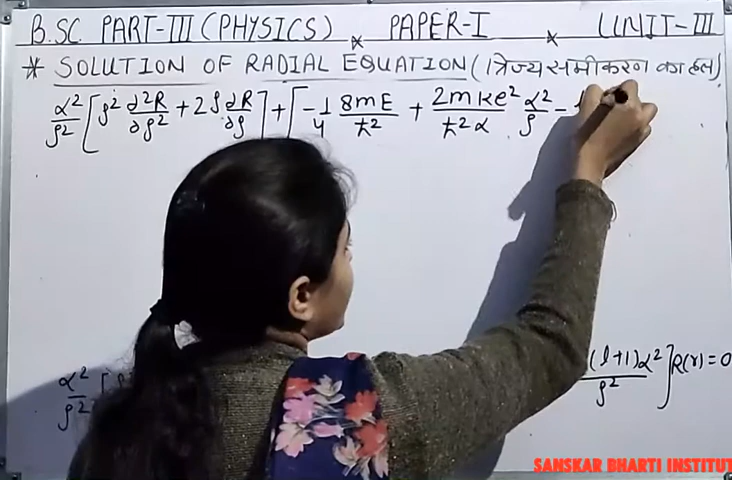 B.SC. PART-III (PHYSICS) * PAPER-I * UNIT-III
* SOLUTION OF RADIAL EQUATION (त्रिज्य समीकरण का हल)
α²/ρ² [ρ² ∂²R/∂ρ² + 2ρ ∂R/∂ρ] + [-1/4 8mE/ħ² + 2mke²/ħ²α α²/ρ -
α²/ρ² [ (l+1)α²/ρ² ]R(r) = 0
SANSKAR BHARTI INSTITUT